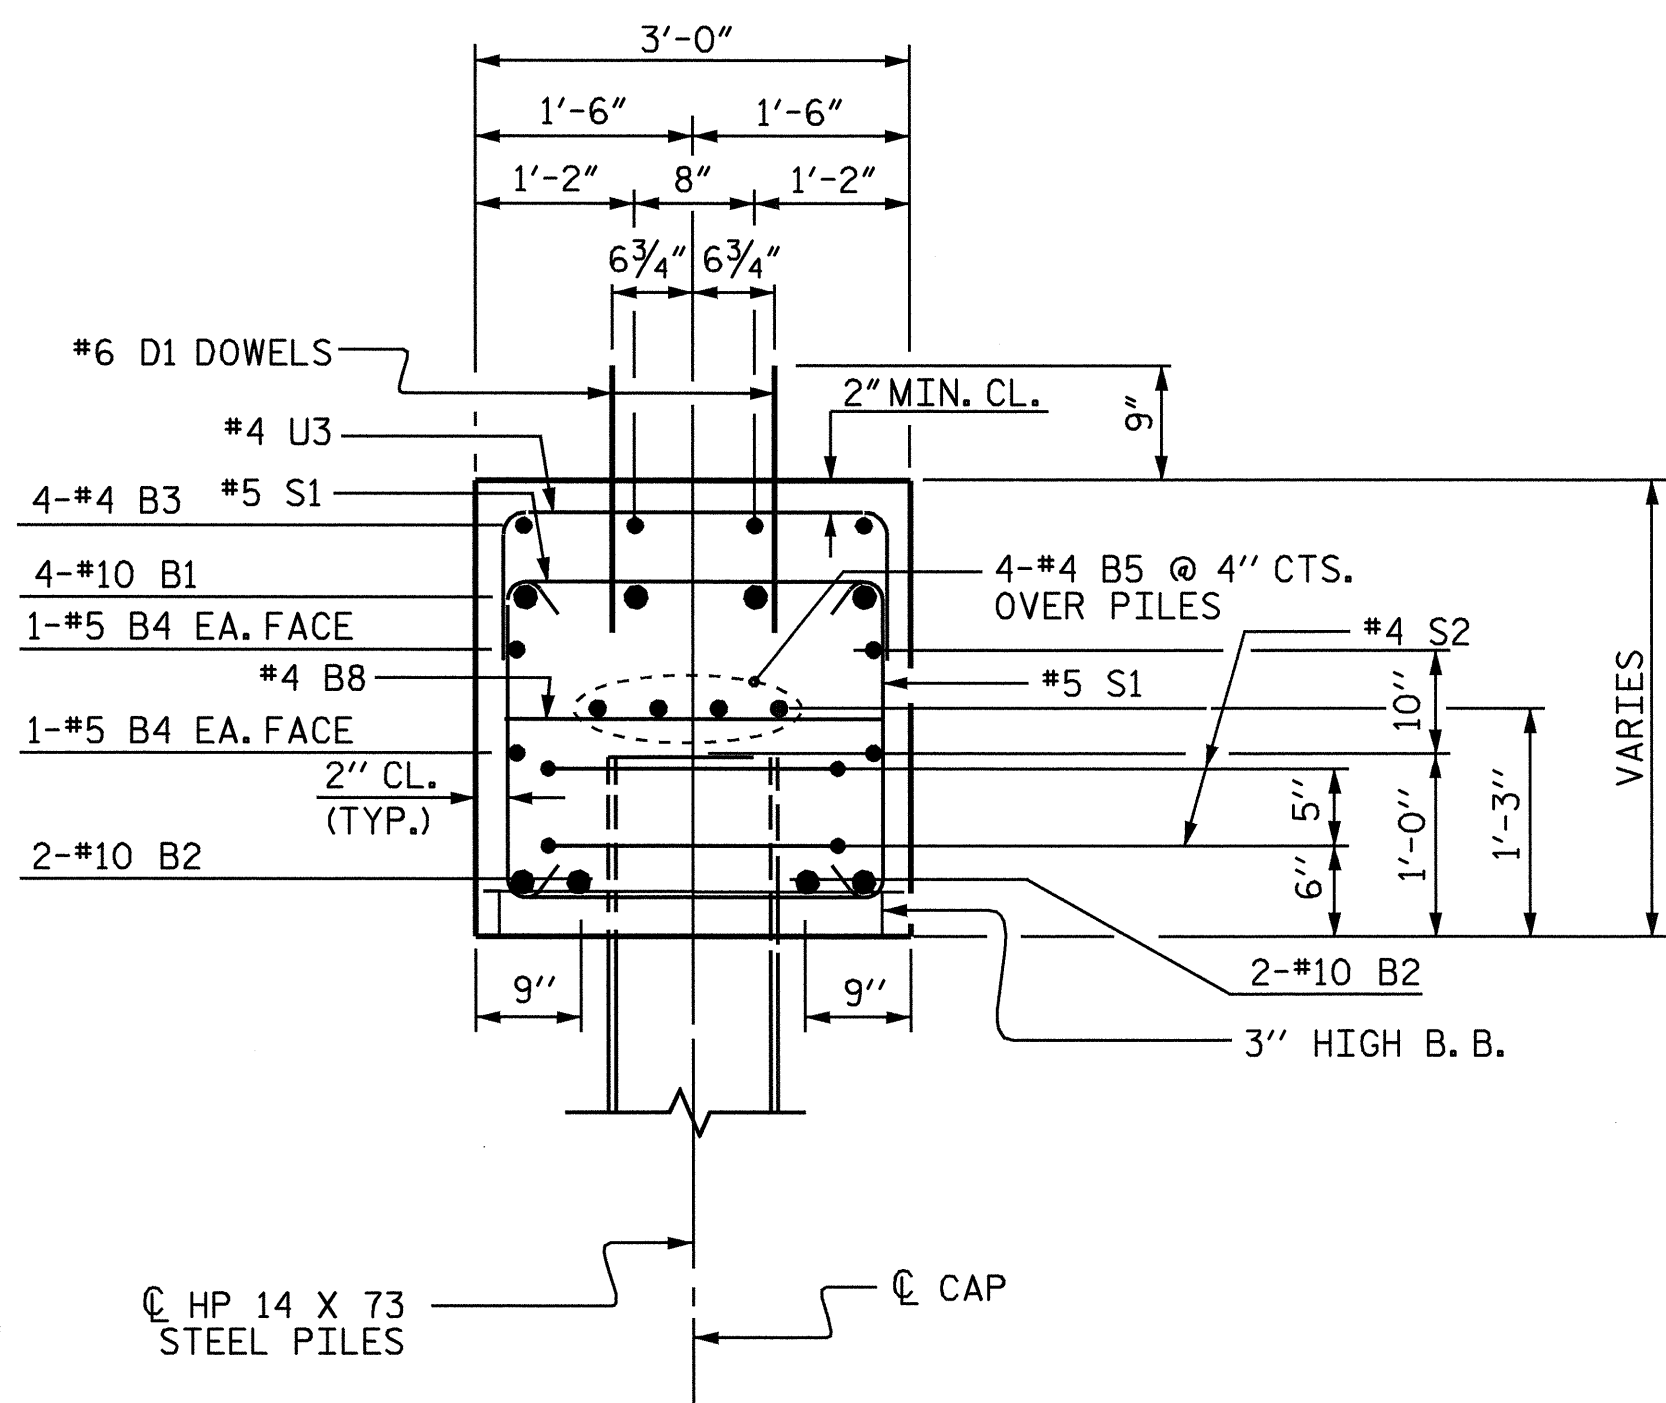 3'-0"
1'-6" 1'-6"
1'-2" 8" 1'-2"
6 3/4" 6 3/4"
#6 D1 DOWELS
2" MIN. CL.
9"
#4 U3
4-#4 B3 #5 S1
4-#10 B1
4-#4 B5 @ 4" CTS.
OVER PILES
1-#5 B4 EA. FACE
#4 S2
#4 B8
#5 S1
10"
VARIES
1-#5 B4 EA. FACE
2" CL.
(TYP.)
5"
1'-0"
1'-3"
2-#10 B2
6"
9" 9"
2-#10 B2
3" HIGH B.B.
℄ HP 14 X 73
STEEL PILES
℄ CAP